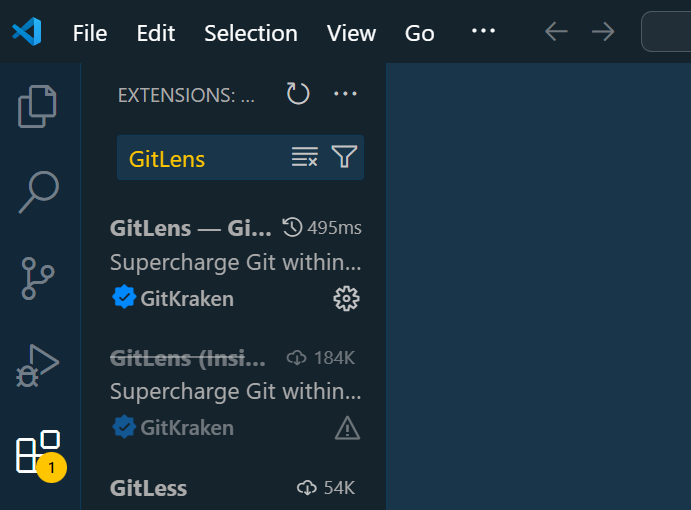 File Edit Selection View Go ...
EXTENSIONS: ...
GitLens
GitLens — Gi... 495ms
Supercharge Git within...
GitKraken
GitLens (Insi... 184K
Supercharge Git within...
GitKraken
1
GitLess 54K